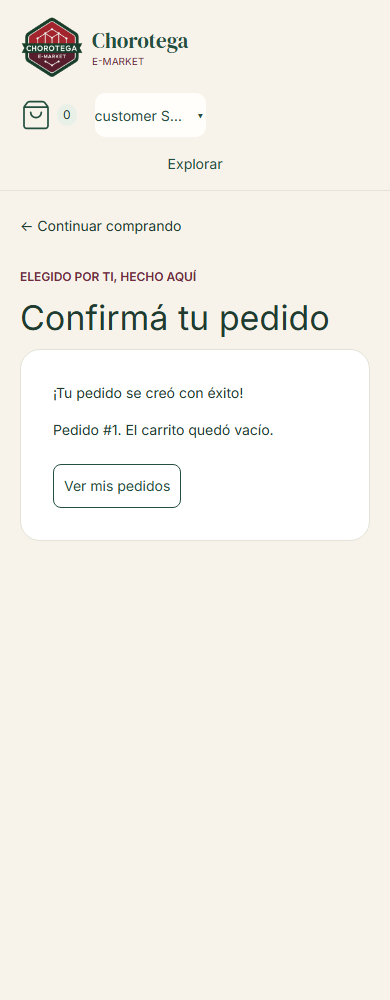 CHOROTEGA
E-MARKET
Chorotega
E-MARKET
0
customer S...
Explorar
← Continuar comprando
ELEGIDO POR TI, HECHO AQUÍ
Confirmá tu pedido
¡Tu pedido se creó con éxito!
Pedido #1. El carrito quedó vacío.
Ver mis pedidos